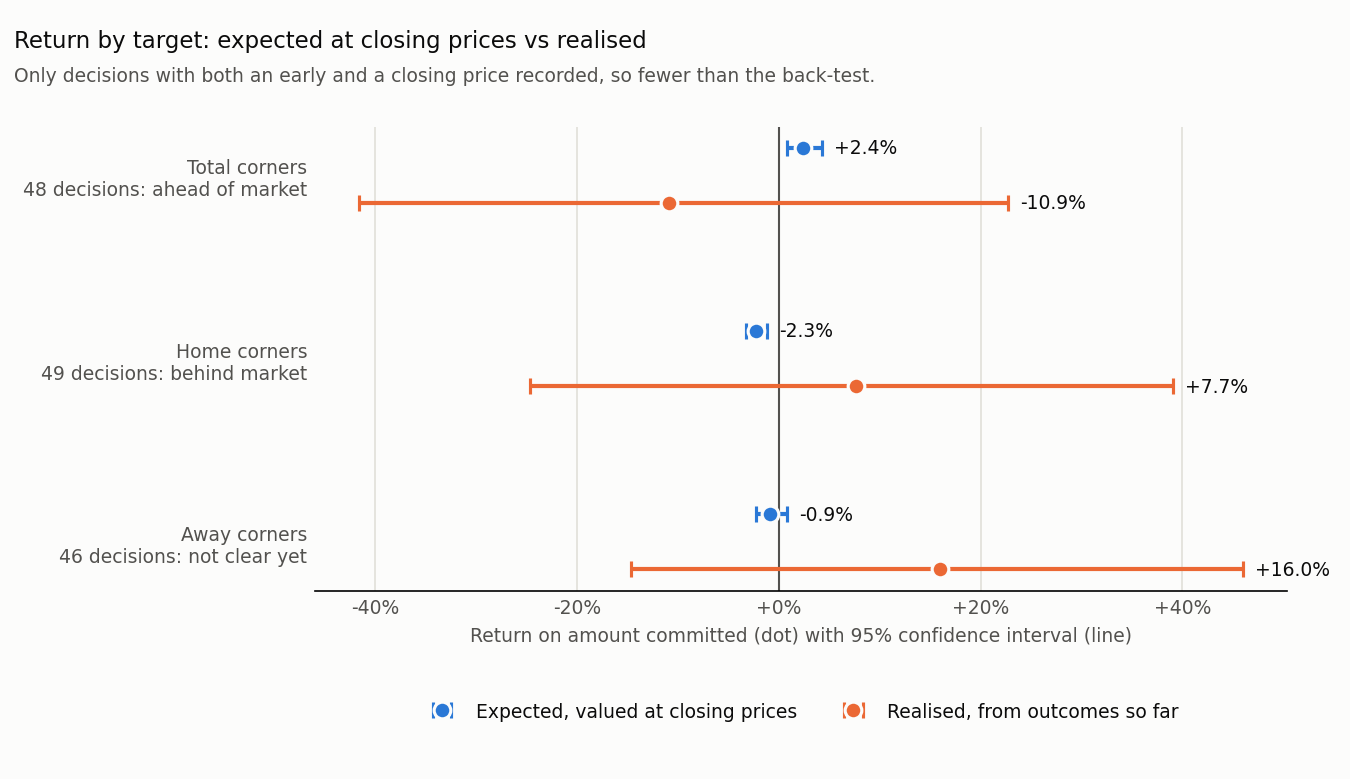 Return by target: expected at closing prices vs realised
Only decisions with both an early and a closing price recorded, so fewer than the back-test.
Total corners
48 decisions: ahead of market
+2.4%
-10.9%
Home corners
49 decisions: behind market
-2.3%
+7.7%
Away corners
46 decisions: not clear yet
-0.9%
+16.0%
-40% -20% +0% +20% +40%
Return on amount committed (dot) with 95% confidence interval (line)
Expected, valued at closing prices Realised, from outcomes so far